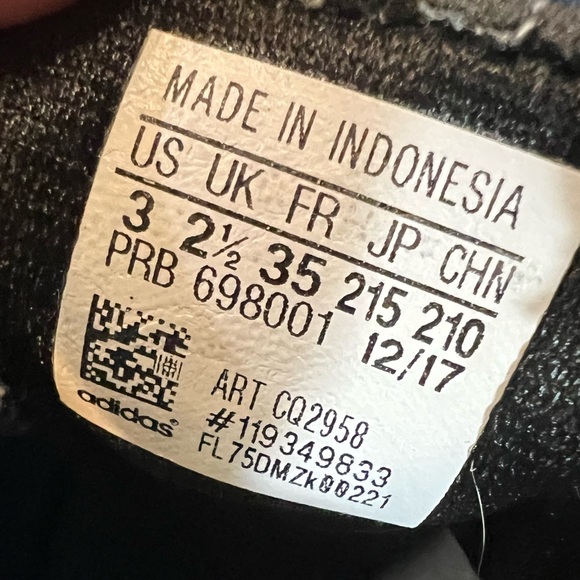 MADE IN INDONESIA
US UK FR JP CHN
3 2½ 35 215 210
PRB 698001 12/17
ART CQ2958
#119349833
FL75DMZK00221
adidas